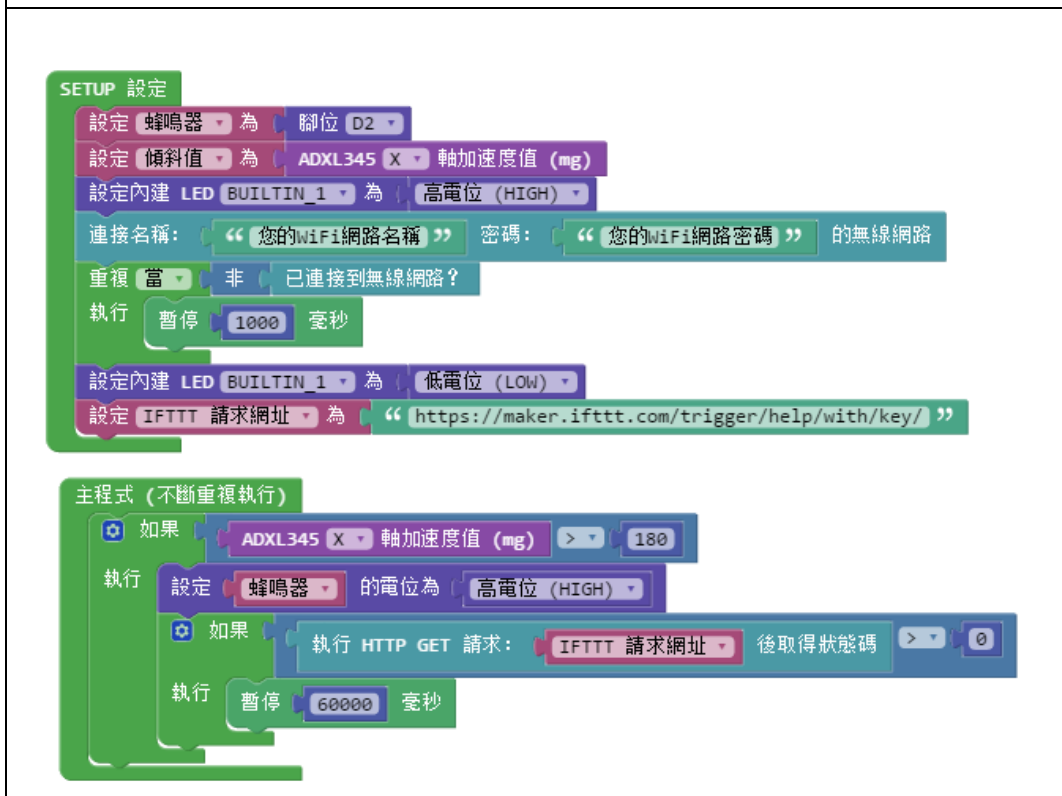 SETUP 設定
設定 蜂鳴器 為 腳位 D2
設定 傾斜值 為 ADXL345 X 軸加速度值 (mg)
設定內建 LED BUILTIN_1 為 高電位 (HIGH)
連接名稱: “ 您的WiFi網路名稱 ” 密碼: “ 您的WiFi網路密碼 ” 的無線網路
重複 當 非 已連接到無線網路?
執行 暫停 1000 毫秒
設定內建 LED BUILTIN_1 為 低電位 (LOW)
設定 IFTTT 請求網址 為 “ https://maker.ifttt.com/trigger/help/with/key/ ”
主程式 (不斷重複執行)
如果 ADXL345 X 軸加速度值 (mg) > 180
執行 設定 蜂鳴器 的電位為 高電位 (HIGH)
如果 執行 HTTP GET 請求: IFTTT 請求網址 後取得狀態碼 > 0
執行 暫停 60000 毫秒